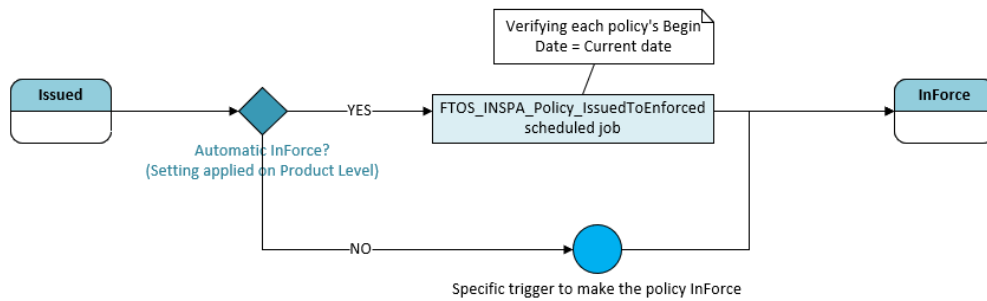 Verifying each policy's Begin
Date = Current date
Issued
YES
FTOS_INSPA_Policy_IssuedToEnforced
scheduled job
InForce
Automatic InForce?
(Setting applied on Product Level)
NO
Specific trigger to make the policy InForce